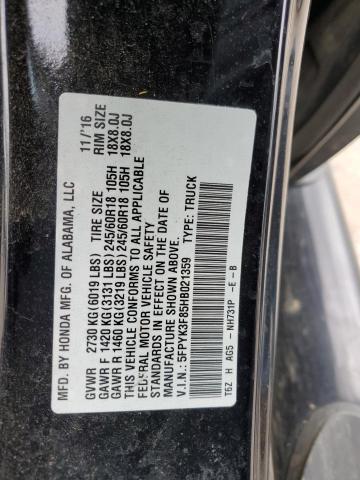 MFD. BY HONDA MFG. OF ALABAMA, LLC 11/'16
GVWR 2730 KG(6019 LBS) TIRE SIZE RIM SIZE
GAWR F 1420 KG(3131 LBS) 245/60R18 105H 18X8.0J
GAWR R 1460 KG(3219 LBS) 245/60R18 105H 18X8.0J
THIS VEHICLE CONFORMS TO ALL APPLICABLE
FEDERAL MOTOR VEHICLE SAFETY
STANDARDS IN EFFECT ON THE DATE OF
MANUFACTURE SHOWN ABOVE.
V.I.N.: 5FPYK3F85HB021359 TYPE: TRUCK
T6Z H AG5 - NH731P -E - B